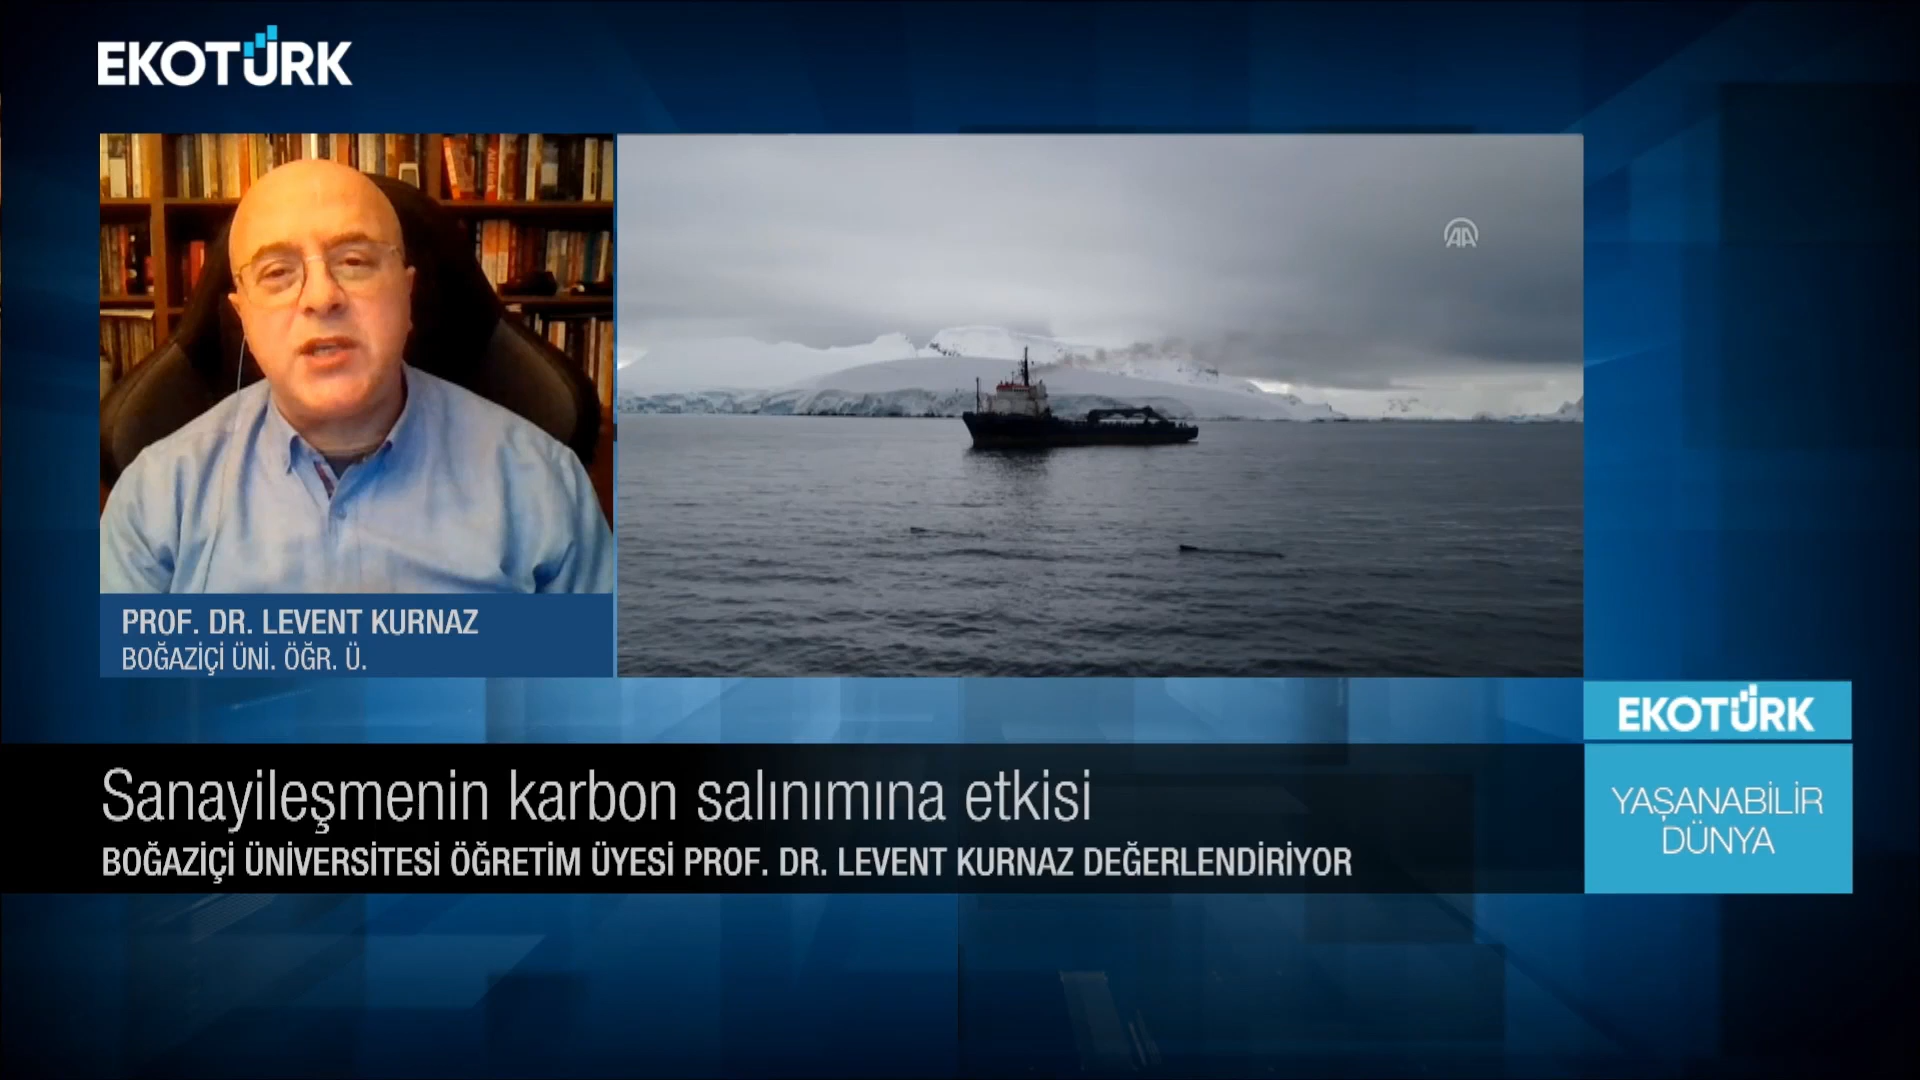 EKOTÜRK
AA
PROF. DR. LEVENT KURNAZ
BOĞAZİÇİ ÜNİ. ÖĞR. Ü.
EKOTÜRK
Sanayileşmenin karbon salınımına etkisi
BOĞAZİÇİ ÜNİVERSİTESİ ÖĞRETİM ÜYESİ PROF. DR. LEVENT KURNAZ DEĞERLENDİRİYOR
YAŞANABİLİR
DÜNYA